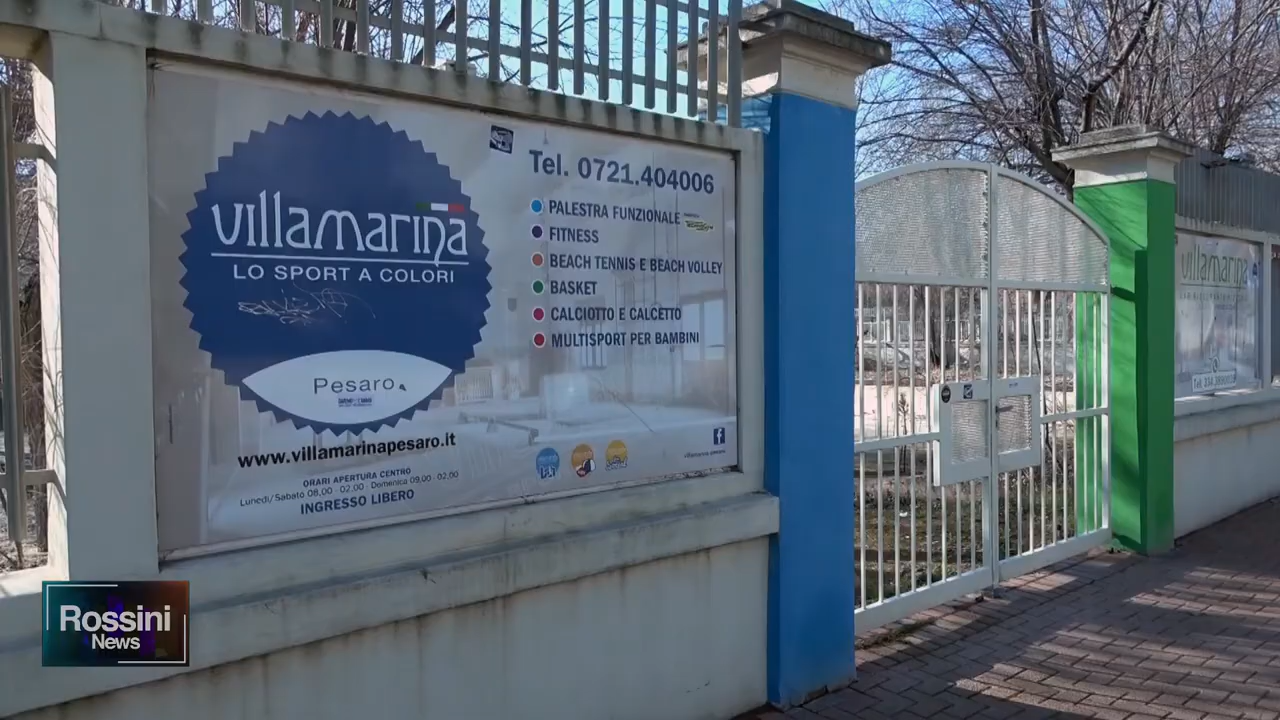 villamarina
LO SPORT A COLORI
Pesaro
www.villamarinapesaro.it
ORARI APERTURA CENTRO
Lunedì/Sabato 08,00 - 02,00 - Domenica 09,00 - 02,00
INGRESSO LIBERO
Tel. 0721.404006
PALESTRA FUNZIONALE
FITNESS
BEACH TENNIS E BEACH VOLLEY
BASKET
CALCIOTTO E CALCETTO
MULTISPORT PER BAMBINI
villamarina
Rossini
News